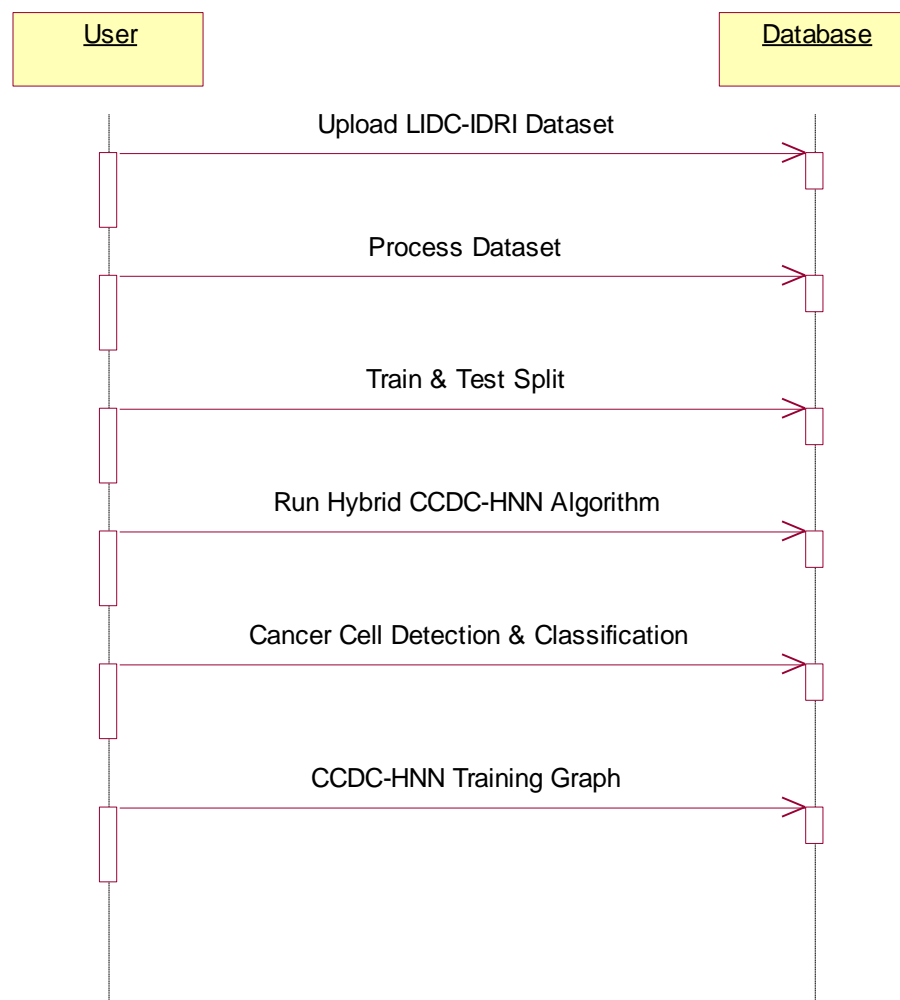 User
Database
Upload LIDC-IDRI Dataset
Process Dataset
Train & Test Split
Run Hybrid CCDC-HNN Algorithm
Cancer Cell Detection & Classification
CCDC-HNN Training Graph